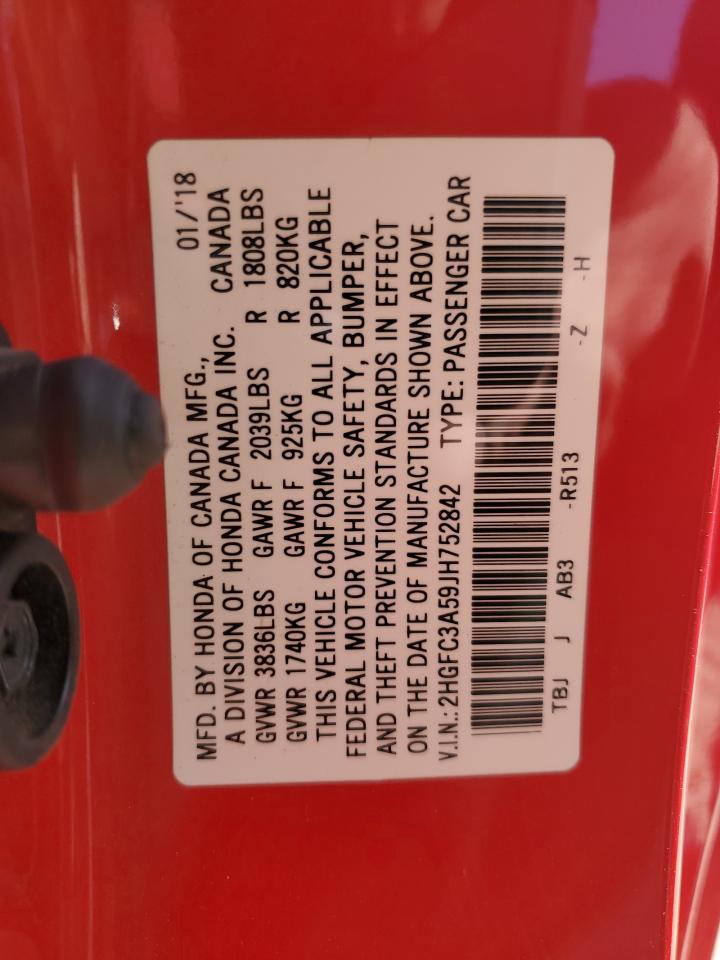 MFD. BY HONDA OF CANADA MFG., 01/'18
A DIVISION OF HONDA CANADA INC. CANADA
GVWR 3836LBS GAWR F 2039LBS R 1808LBS
GVWR 1740KG GAWR F 925KG R 820KG
THIS VEHICLE CONFORMS TO ALL APPLICABLE
FEDERAL MOTOR VEHICLE SAFETY, BUMPER,
AND THEFT PREVENTION STANDARDS IN EFFECT
ON THE DATE OF MANUFACTURE SHOWN ABOVE.
V.I.N.: 2HGFC3A59JH752842 TYPE: PASSENGER CAR
TBJ J AB3 -R513 -Z -H